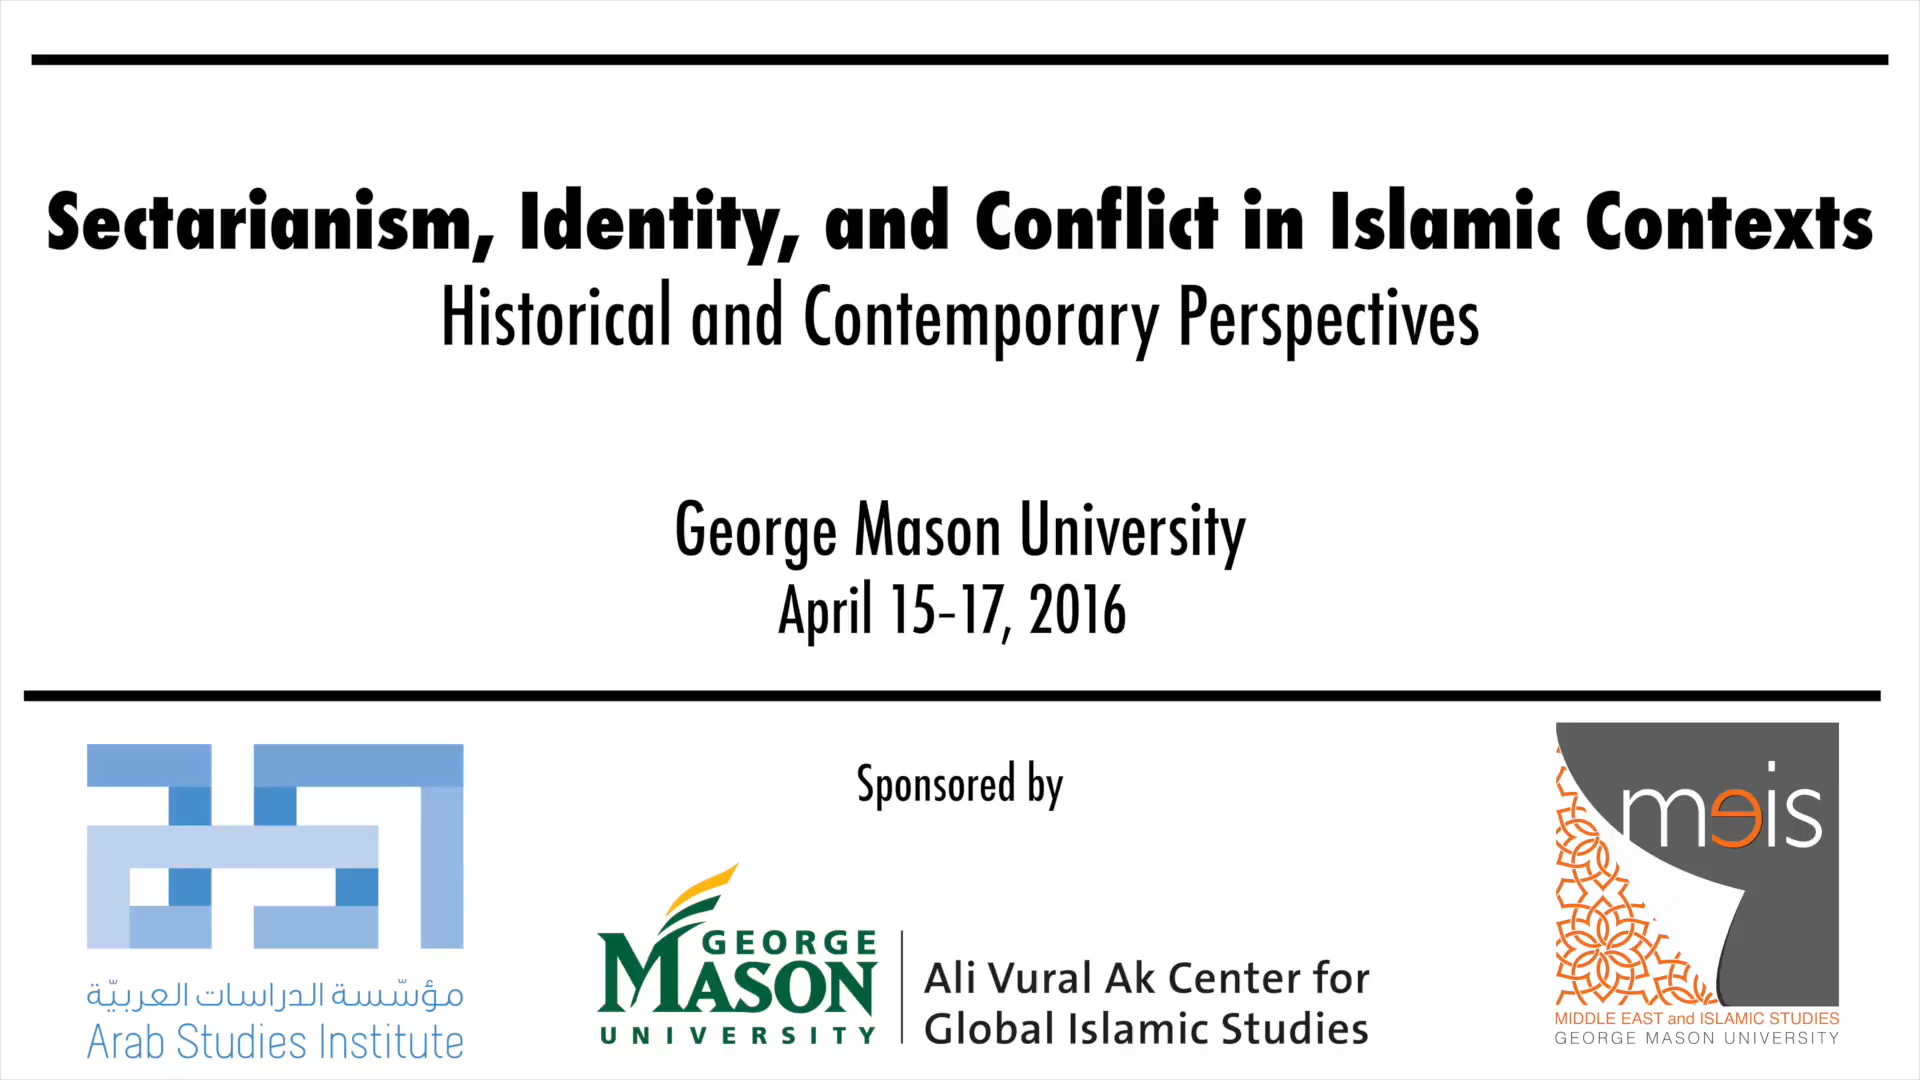 Sectarianism, Identity, and Conflict in Islamic Contexts
Historical and Contemporary Perspectives
George Mason University
April 15-17, 2016
Sponsored by
مؤسّسة الدراسات العربيّة
Arab Studies Institute
GEORGE
MASON
UNIVERSITY
Ali Vural Ak Center for
Global Islamic Studies
meis
MIDDLE EAST and ISLAMIC STUDIES
GEORGE MASON UNIVERSITY